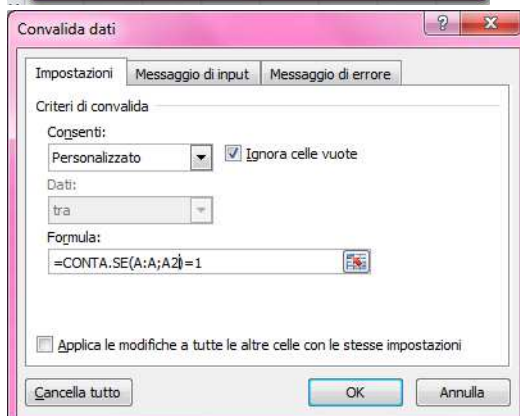 Convalida dati
Impostazioni Messaggio di input Messaggio di errore
Criteri di convalida
Consenti:
Personalizzato Ignora celle vuote
Dati:
tra
Formula:
=CONTA.SE(A:A;A2)=1
Applica le modifiche a tutte le altre celle con le stesse impostazioni
Cancella tutto OK Annulla